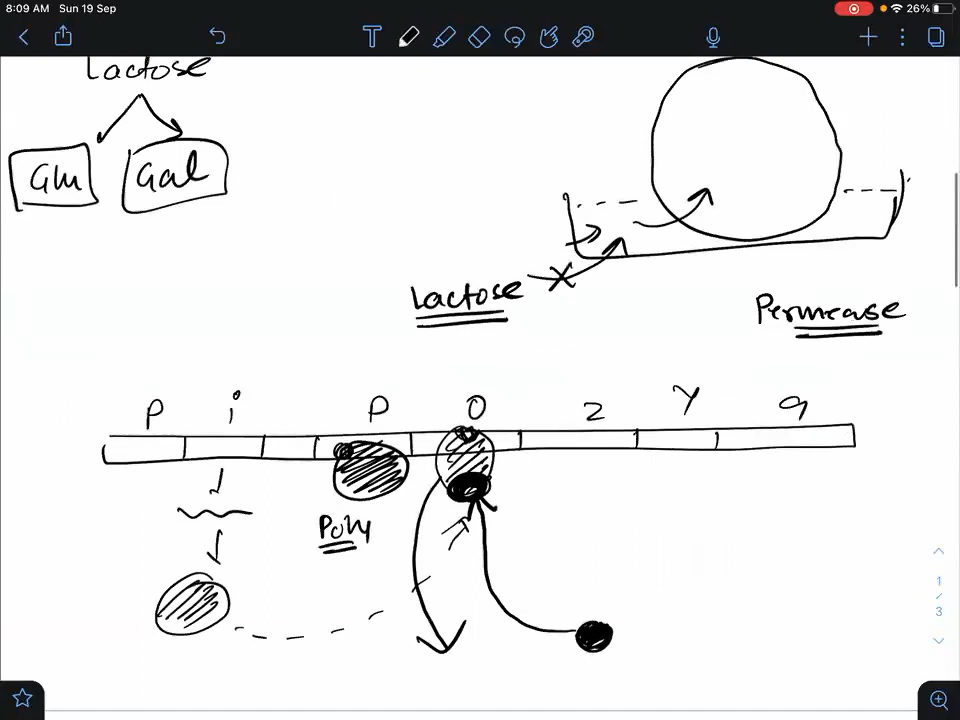 8:09 AM Sun 19 Sep
26%
Lactose
Glu Gal
Lactose
Permease
P i P O z y a
Poly
1
/
3